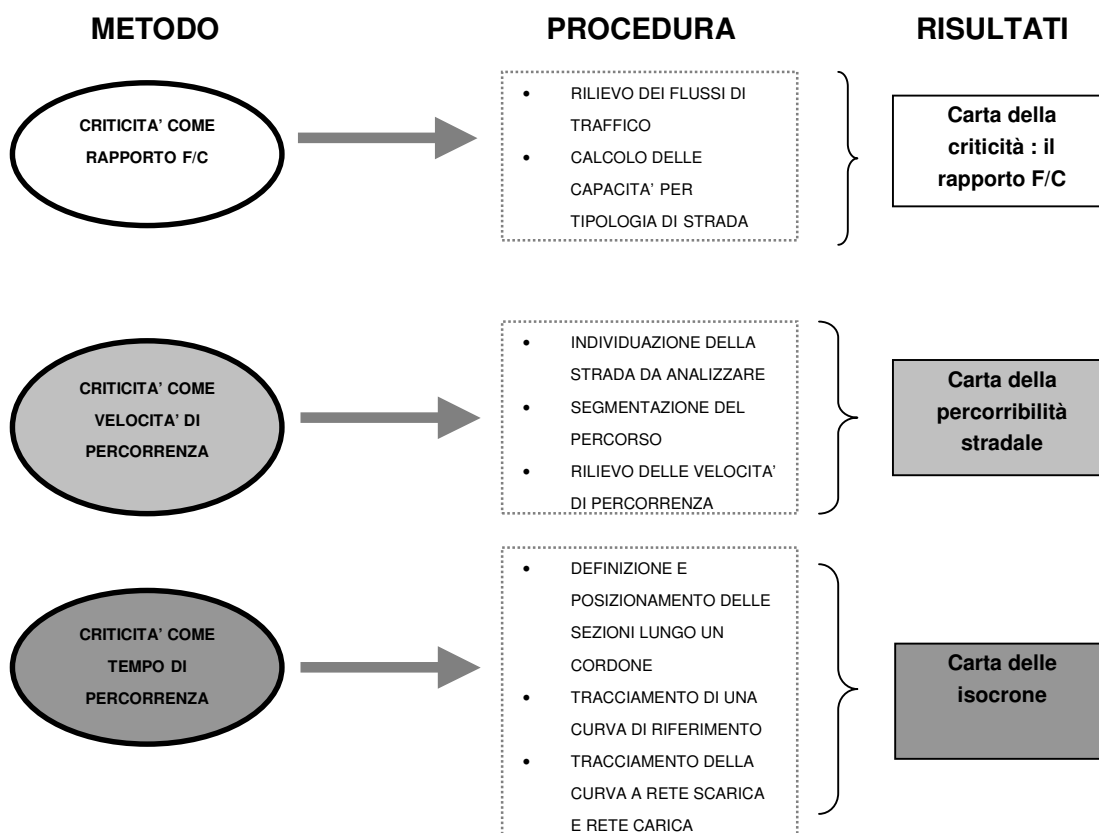 METODO PROCEDURA RISULTATI
CRITICITA’ COME
RAPPORTO F/C
• RILIEVO DEI FLUSSI DI
TRAFFICO
• CALCOLO DELLE
CAPACITA’ PER
TIPOLOGIA DI STRADA
Carta della
criticità : il
rapporto F/C
CRITICITA’ COME
VELOCITA’ DI
PERCORRENZA
• INDIVIDUAZIONE DELLA
STRADA DA ANALIZZARE
• SEGMENTAZIONE DEL
PERCORSO
• RILIEVO DELLE VELOCITA’
DI PERCORRENZA
Carta della
percorribilità
stradale
CRITICITA’ COME
TEMPO DI
PERCORRENZA
• DEFINIZIONE E
POSIZIONAMENTO DELLE
SEZIONI LUNGO UN
CORDONE
• TRACCIAMENTO DI UNA
CURVA DI RIFERIMENTO
• TRACCIAMENTO DELLA
CURVA A RETE SCARICA
E RETE CARICA
Carta delle
isocrone